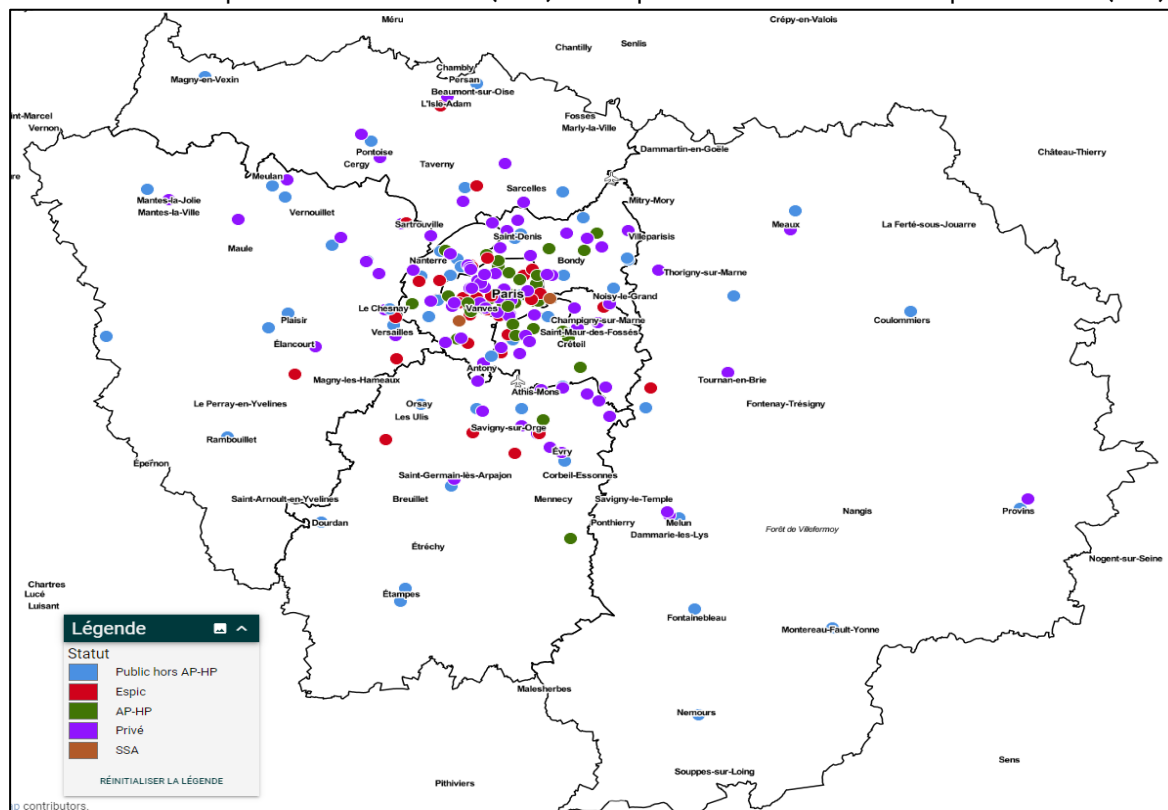 Méru
Crépy-en-Valois
Senlis
Chantilly
Chambly
Persan
Magny-en-Vexin
Beaumont-sur-Oise
L'Isle-Adam
nt-Marcel
Vernon
Fosses
Marly-la-Ville
Dammartin-en-Goële
Château-Thierry
Pontoise
Cergy
Taverny
re
Meulan
Sarcelles
Mitry-Mory
Meaux
La Ferté-sous-Jouarre
Mantes-la-Jolie
Mantes-la-Ville
Vernouillet
Sartrouville
Saint-Denis
Villeparisis
Maule
Nanterre
Bondy
Thorigny-sur-Marne
Paris
Noisy-le-Grand
Le Chesnay
Vanves
Plaisir
Champigny-sur-Marne
Coulommiers
Versailles
Saint-Maur-des-Fossés
Créteil
Élancourt
Antony
Magny-les-Hameaux
Tournan-en-Brie
Athis-Mons
Le Perray-en-Yvelines
Orsay
Les Ulis
Fontenay-Trésigny
Savigny-sur-Orge
Rambouillet
Évry
Épernon
Saint-Germain-lès-Arpajon
Corbeil-Essonnes
Saint-Arnoult-en-Yvelines
Breuillet
Mennecy
Savigny-le-Temple
Dourdan
Ponthierry
Melun
Nangis
Provins
Forêt de Villefermoy
Dammarie-les-Lys
Étréchy
Nogent-sur-Seine
Chartres
Lucé
Luisant
Étampes
Fontainebleau
Montereau-Fault-Yonne
Légende
Statut
Public hors AP-HP
Espic
AP-HP
Privé
SSA
RÉINITIALISER LA LÉGENDE
Malesherbes
Nemours
Sens
Souppes-sur-Loing
Pithiviers
p contributors.